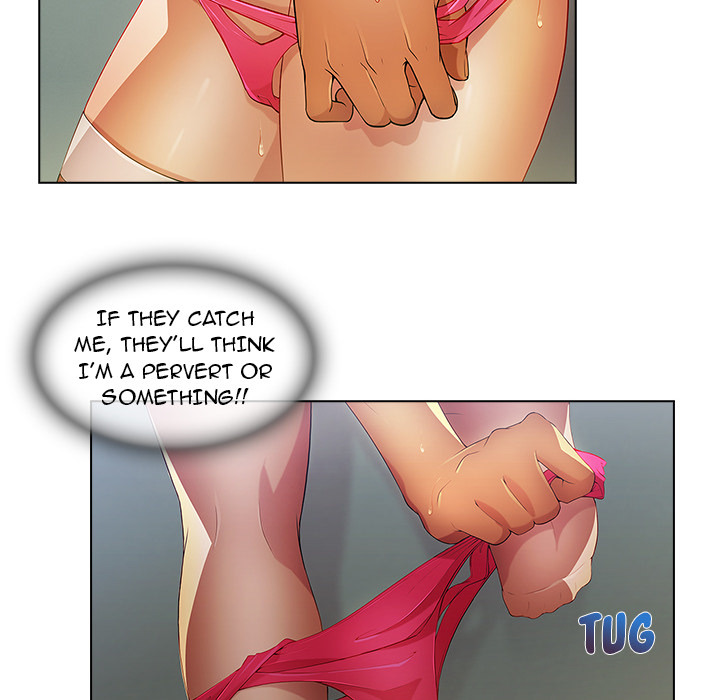 IF THEY CATCH
ME, THEY'LL THINK
I'M A PERVERT OR
SOMETHING!!
TUG